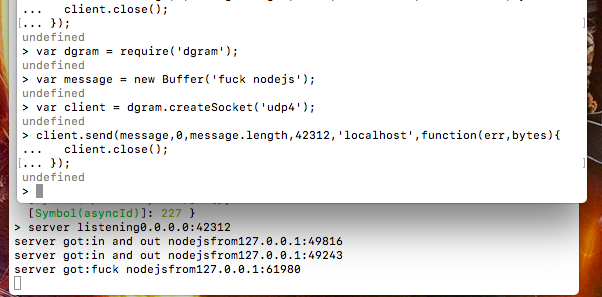 ...   client.close();
[... });
undefined
> var dgram = require('dgram');
undefined
> var message = new Buffer('fuck nodejs');
undefined
> var client = dgram.createSocket('udp4');
undefined
> client.send(message,0,message.length,42312,'localhost',function(err,bytes){
...   client.close();
[... });
undefined
>
[Symbol(asyncId)]: 227 }
> server listening0.0.0.0:42312
server got:in and out nodejsfrom127.0.0.1:49816
server got:in and out nodejsfrom127.0.0.1:49243
server got:fuck nodejsfrom127.0.0.1:61980